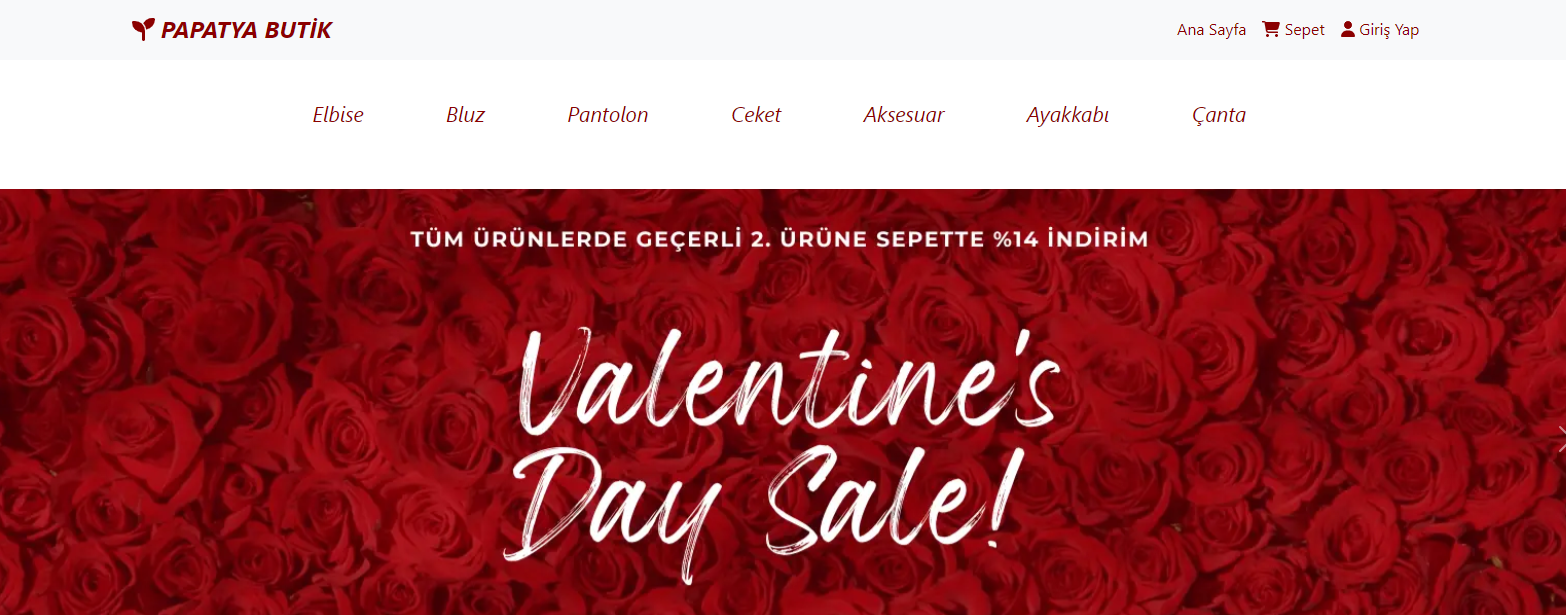 PAPATYA BUTİK
Ana Sayfa Sepet Giriş Yap
Elbise Bluz Pantolon Ceket Aksesuar Ayakkabı Çanta
TÜM ÜRÜNLERDE GEÇERLİ 2. ÜRÜNE SEPETTE %14 İNDİRİM
Valentine's
Day Sale!